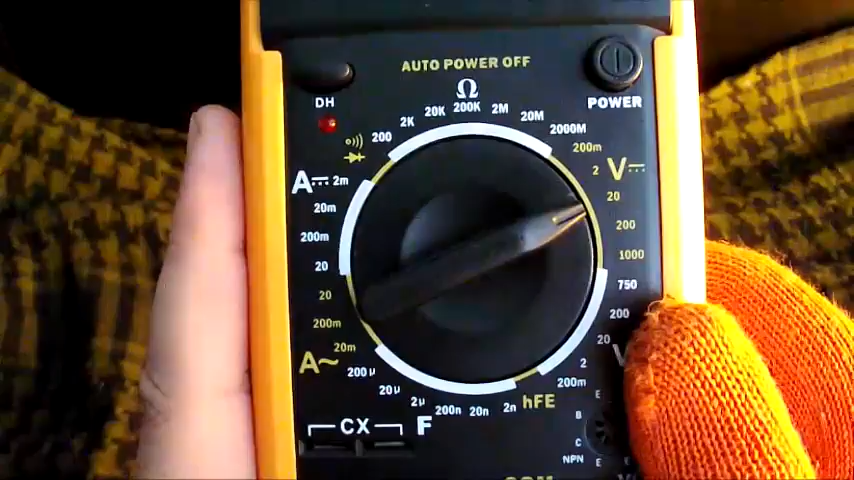 AUTO POWER OFF
DH
Ω
POWER
200 2K 20K 200K 2M 20M 2000M
A 2m 20m 200m 20
20 200m 20m A~
V 200m 2 20 200 1000
750 200 20 2 200m V
200μ 20μ 2μ F 200n 20n 2n
hFE
CX
E
B
C
NPN E